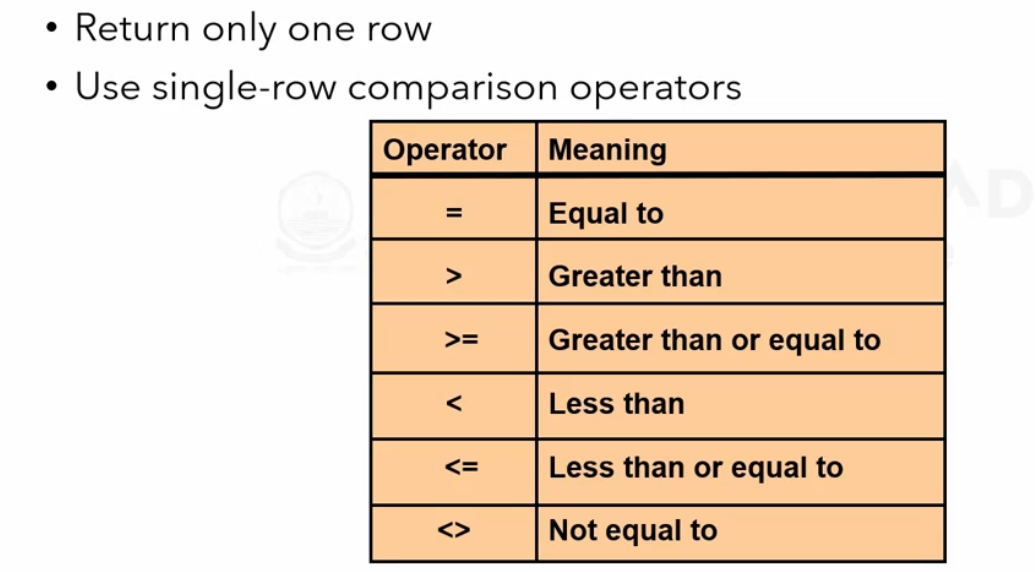 • Return only one row
• Use single-row comparison operators
Operator Meaning
= Equal to
> Greater than
>= Greater than or equal to
< Less than
<= Less than or equal to
<> Not equal to